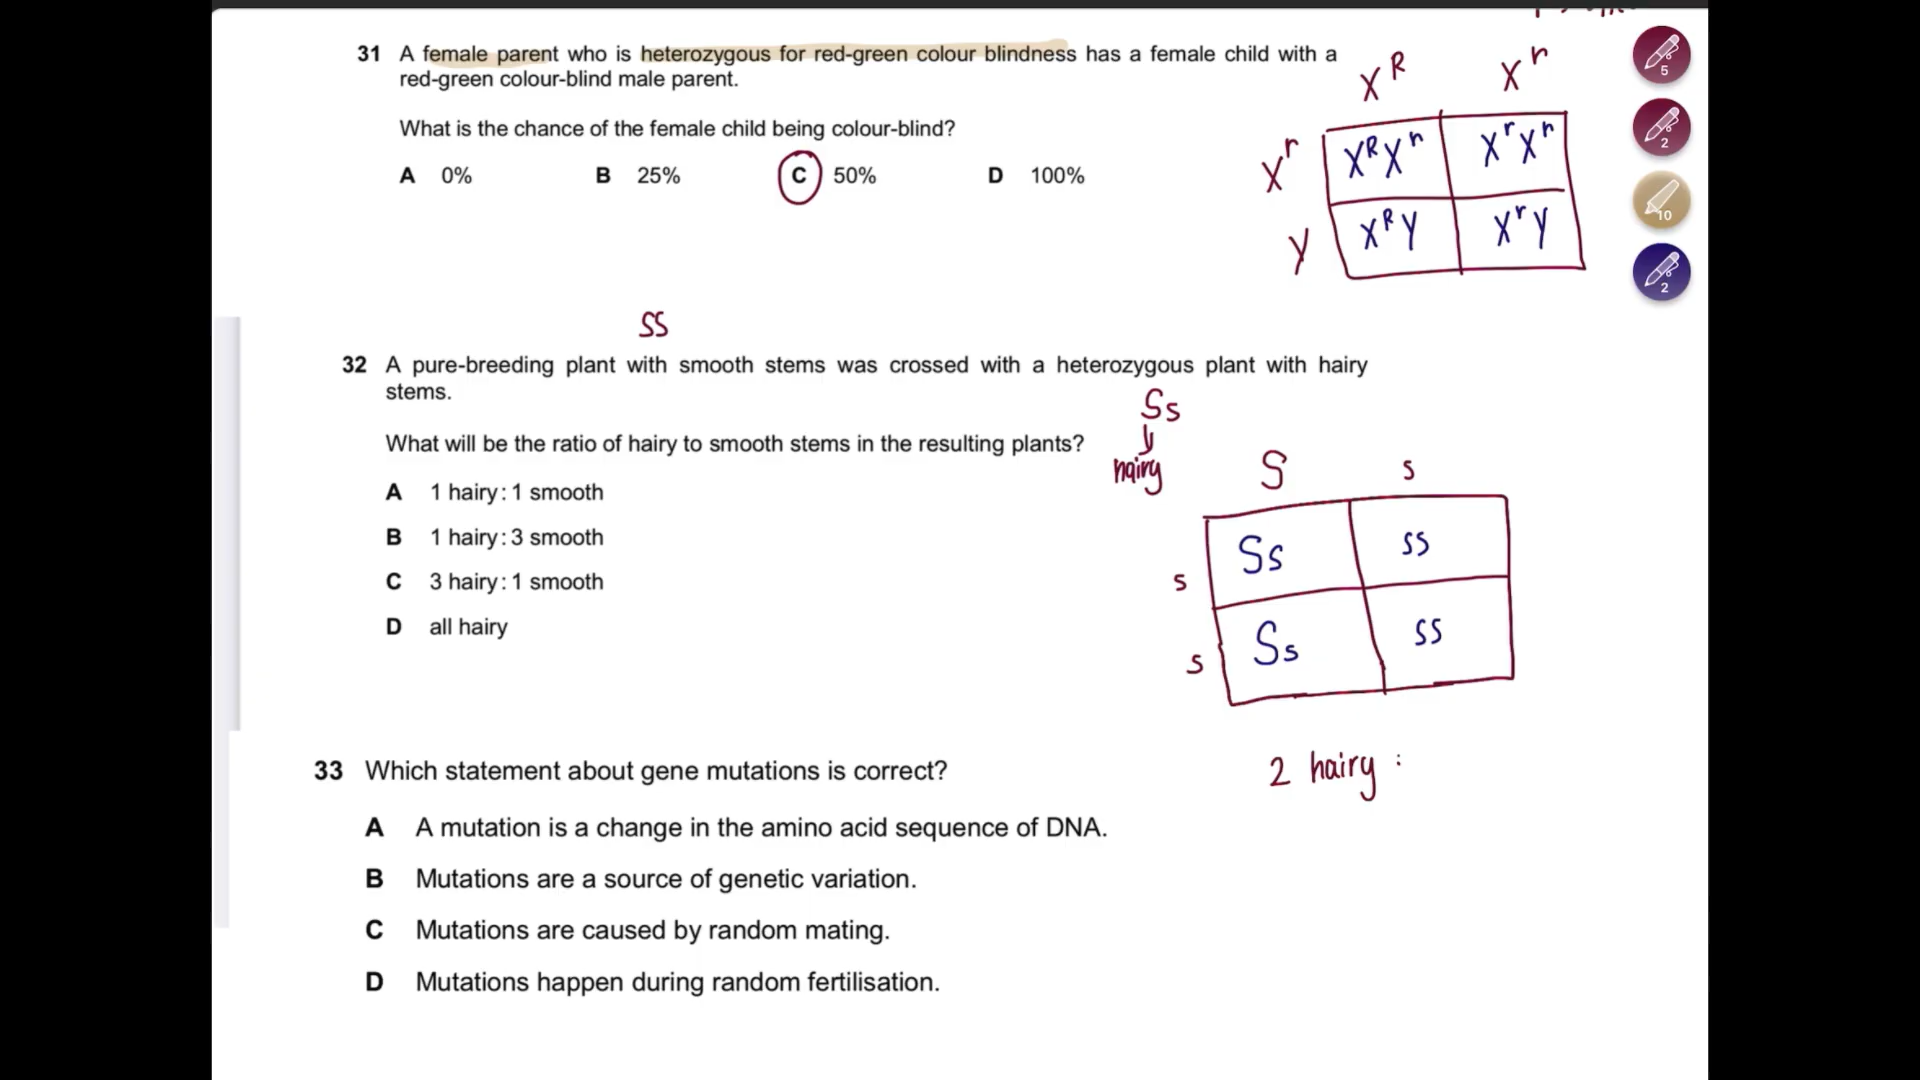 31 A female parent who is heterozygous for red-green colour blindness has a female child with a
red-green colour-blind male parent.
What is the chance of the female child being colour-blind?
A 0% B 25% C 50% D 100%
X^R X^r
X^r X^R X^r X^r X^r
Y X^R Y X^r Y
5
2
10
2
ss
32 A pure-breeding plant with smooth stems was crossed with a heterozygous plant with hairy
stems.
Ss
hairy
What will be the ratio of hairy to smooth stems in the resulting plants?
A 1 hairy : 1 smooth
B 1 hairy : 3 smooth
C 3 hairy : 1 smooth
D all hairy
S s
s Ss ss
s Ss ss
2 hairy :
33 Which statement about gene mutations is correct?
A A mutation is a change in the amino acid sequence of DNA.
B Mutations are a source of genetic variation.
C Mutations are caused by random mating.
D Mutations happen during random fertilisation.